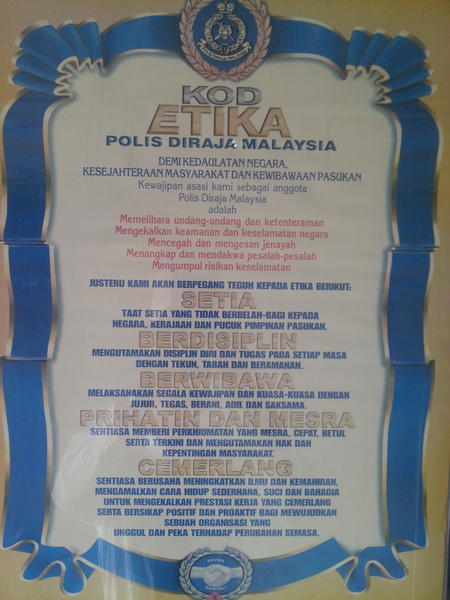 KOD
ETIKA
POLIS DIRAJA MALAYSIA
DEMI KEDAULATAN NEGARA,
KESEJAHTERAAN MASYARAKAT DAN KEWIBAWAAN PASUKAN
Kewajipan asasi kami sebagai anggota
Polis Diraja Malaysia
adalah
Memelihara undang-undang dan ketenteraman
Mengekalkan keamanan dan keselamatan negara
Mencegah dan mengesan jenayah
Menangkap dan mendakwa pesalah-pesalah
Mengumpul risikan keselamatan
JUSTERU KAMI AKAN BERPEGANG TEGUH KEPADA ETIKA BERIKUT:
SETIA
TAAT SETIA YANG TIDAK BERBELAH-BAGI KEPADA
NEGARA, KERAJAAN DAN PUCUK PIMPINAN PASUKAN.
BERDISIPLIN
MENGUTAMAKAN DISIPLIN DIRI DAN TUGAS PADA SETIAP MASA
DENGAN TEKUN, TABAH DAN BERAMANAH.
BERWIBAWA
MELAKSANAKAN SEGALA KEWAJIPAN DAN KUASA-KUASA DENGAN
JUJUR, TEGAS, BERANI, ADIL DAN SAKSAMA.
PRIHATIN DAN MESRA
SENTIASA MEMBERI PERKHIDMATAN YANG MESRA, CEPAT, BETUL
SERTA TERKINI DAN MENGUTAMAKAN HAK DAN
KEPENTINGAN MASYARAKAT.
CEMERLANG
SENTIASA BERUSAHA MENINGKATKAN ILMU DAN KEMAHIRAN,
MENGAMALKAN CARA HIDUP SEDERHANA, SUCI DAN BAHAGIA
UNTUK MENGEKALKAN PRESTASI KERJA YANG CEMERLANG
SERTA BERSIKAP POSITIF DAN PROAKTIF BAGI MEWUJUDKAN
SEBUAH ORGANISASI YANG
UNGGUL DAN PEKA TERHADAP PERUBAHAN SEMASA.